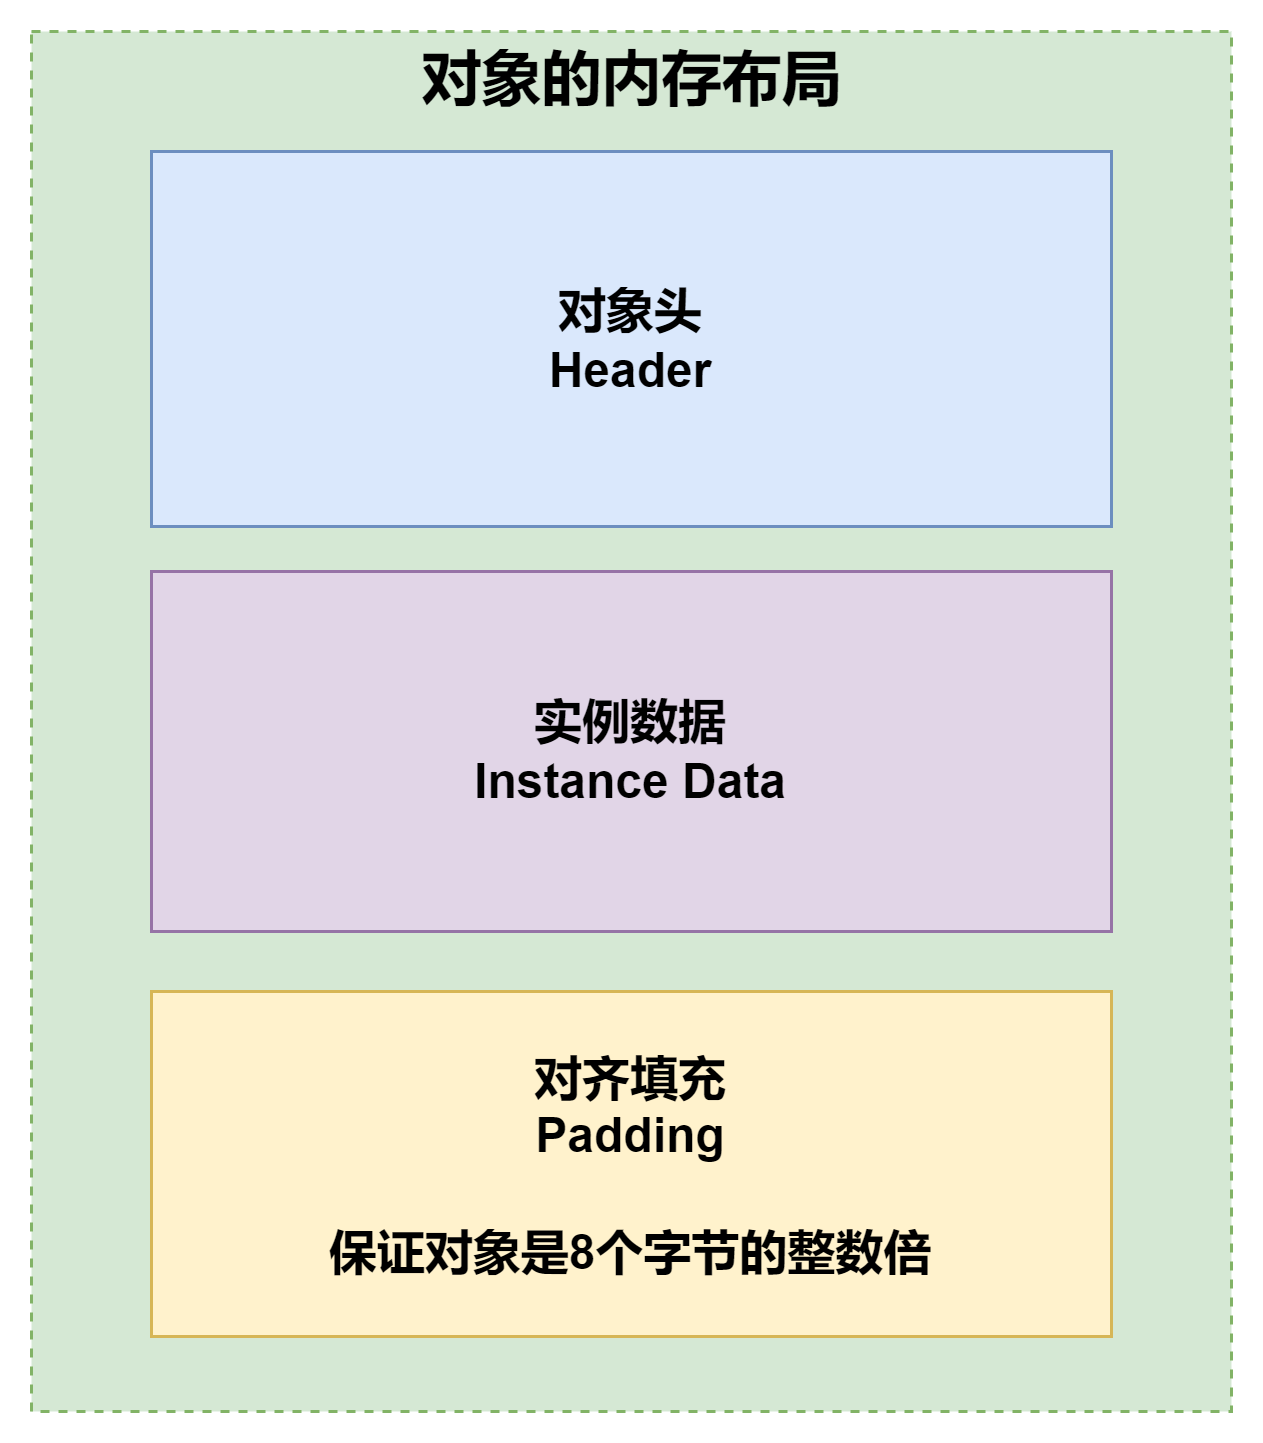 对象的内存布局
对象头
Header
实例数据
Instance Data
对齐填充
Padding
保证对象是8个字节的整数倍